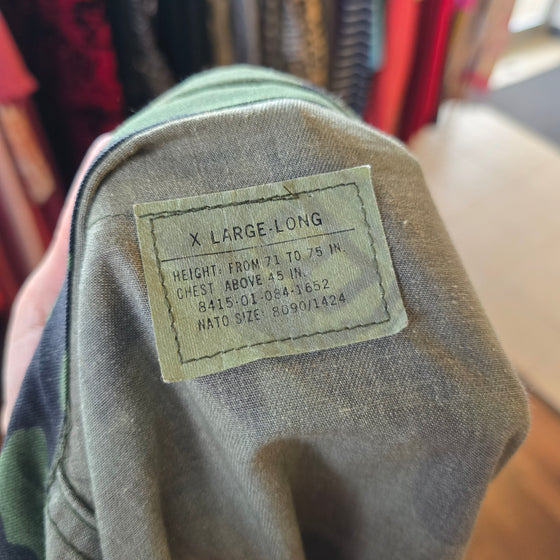 X LARGE-LONG
HEIGHT: FROM 71 TO 75 IN.
CHEST ABOVE 45 IN.
8415-01-084-1652
NATO SIZE: 8090/1424